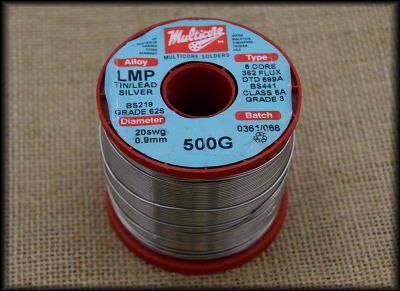 Multicore
MULTICORE SOLDERS
Alloy
LMP
TIN/LEAD
SILVER
BS219
GRADE 62S
Diameter
20swg
0.9mm
Type
5 CORE
362 FLUX
DTD 599A
BS441
CLASS 5A
GRADE 3
Batch
0361/066
500G